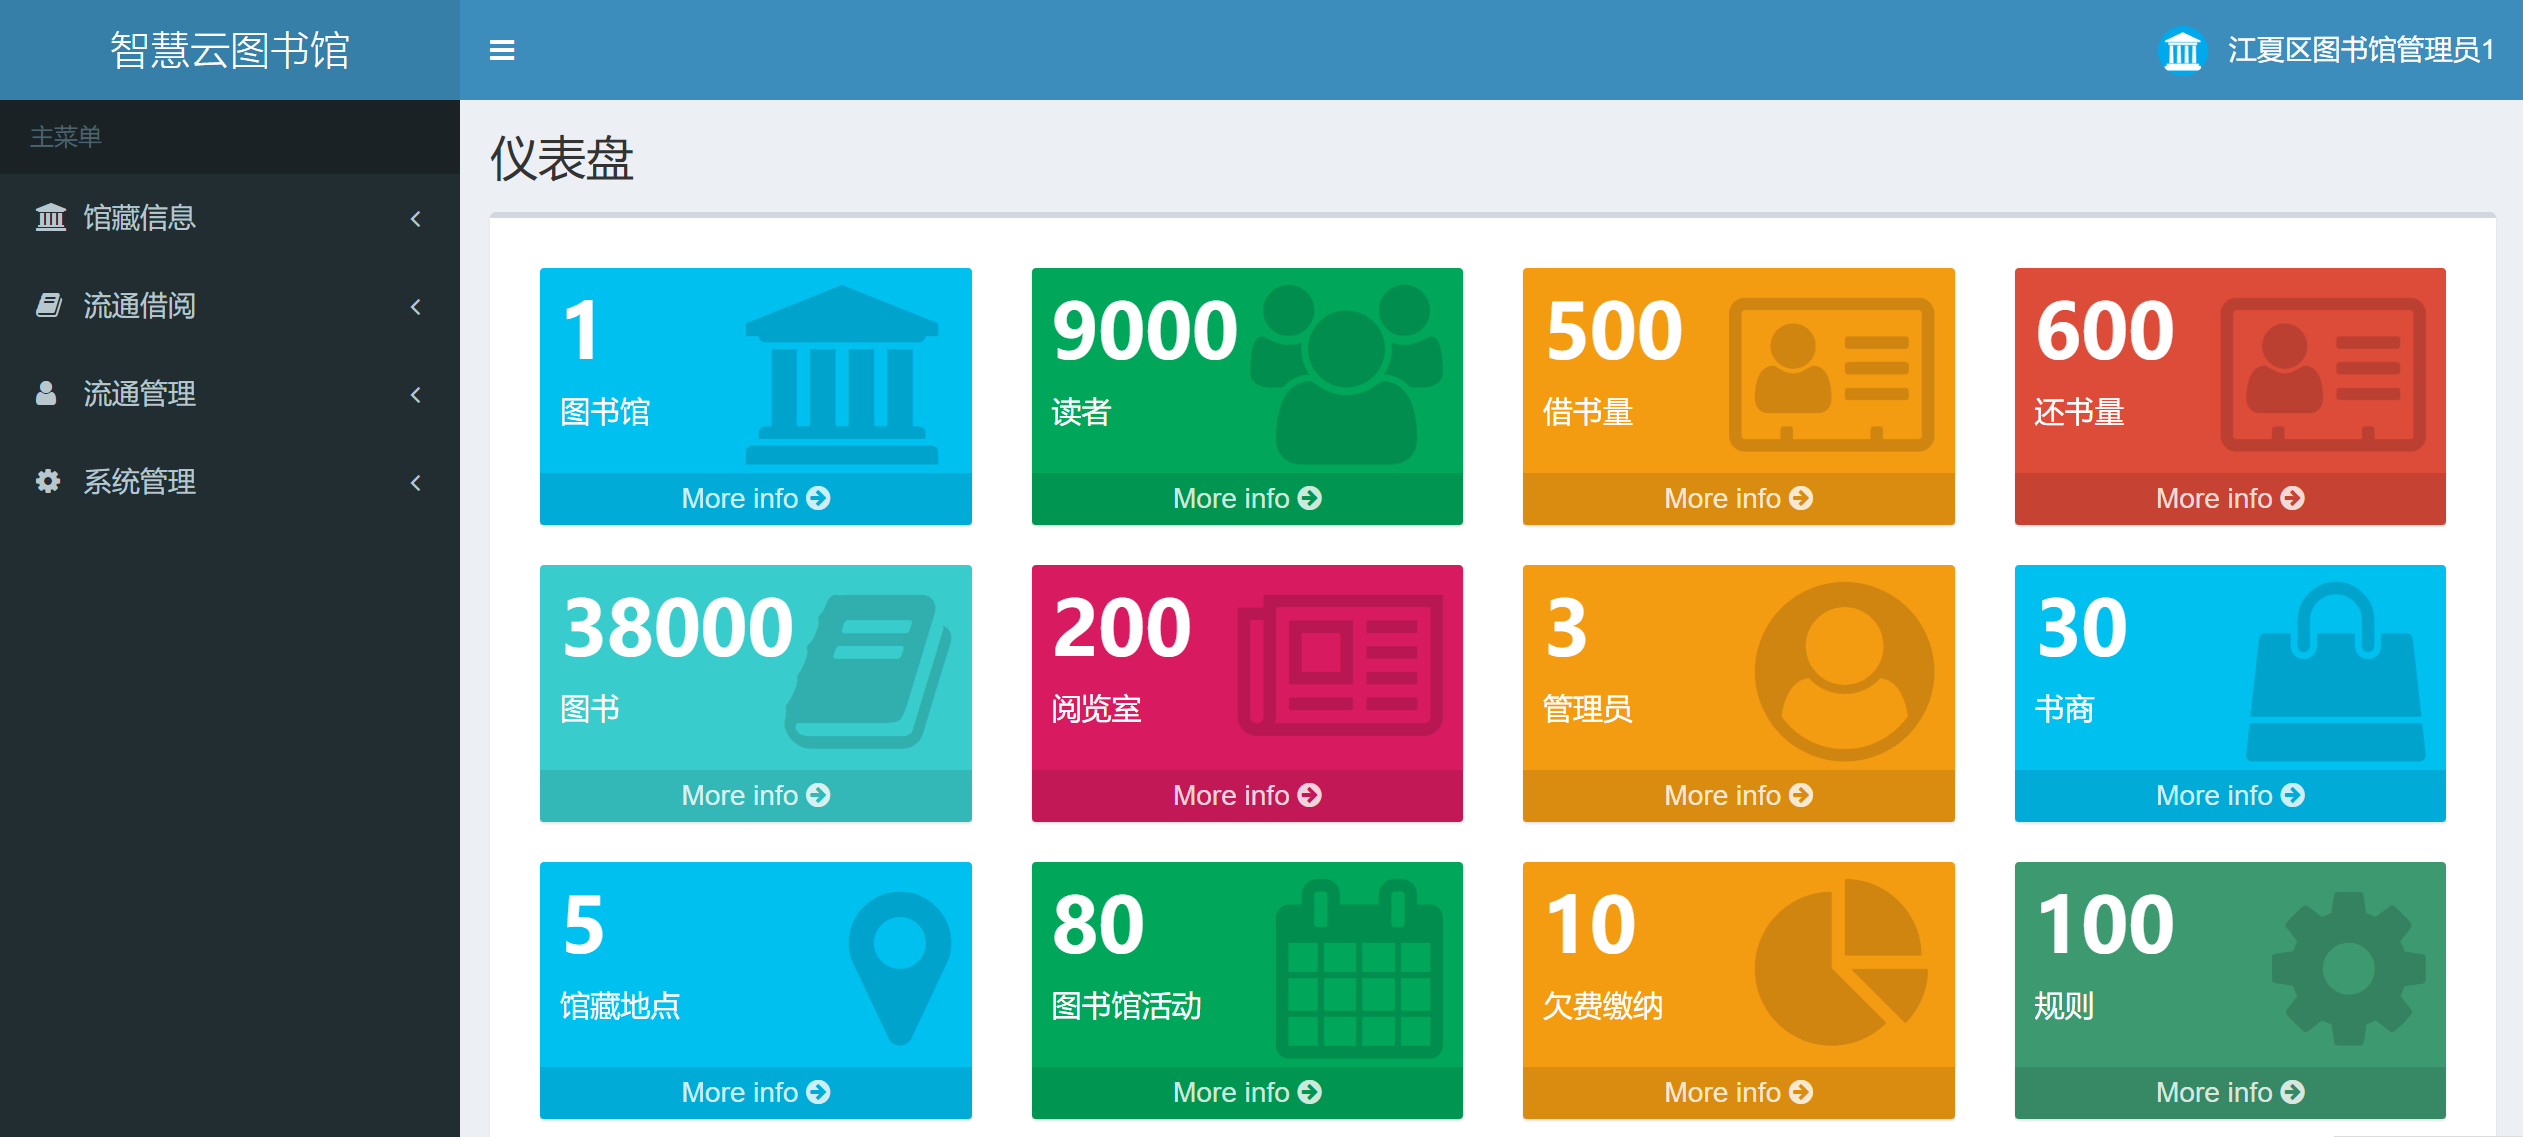 智慧云图书馆
江夏区图书馆管理员1
主菜单
馆藏信息
流通借阅
流通管理
系统管理
仪表盘
1
图书馆
More info
9000
读者
More info
500
借书量
More info
600
还书量
More info
38000
图书
More info
200
阅览室
More info
3
管理员
More info
30
书商
More info
5
馆藏地点
More info
80
图书馆活动
More info
10
欠费缴纳
More info
100
规则
More info